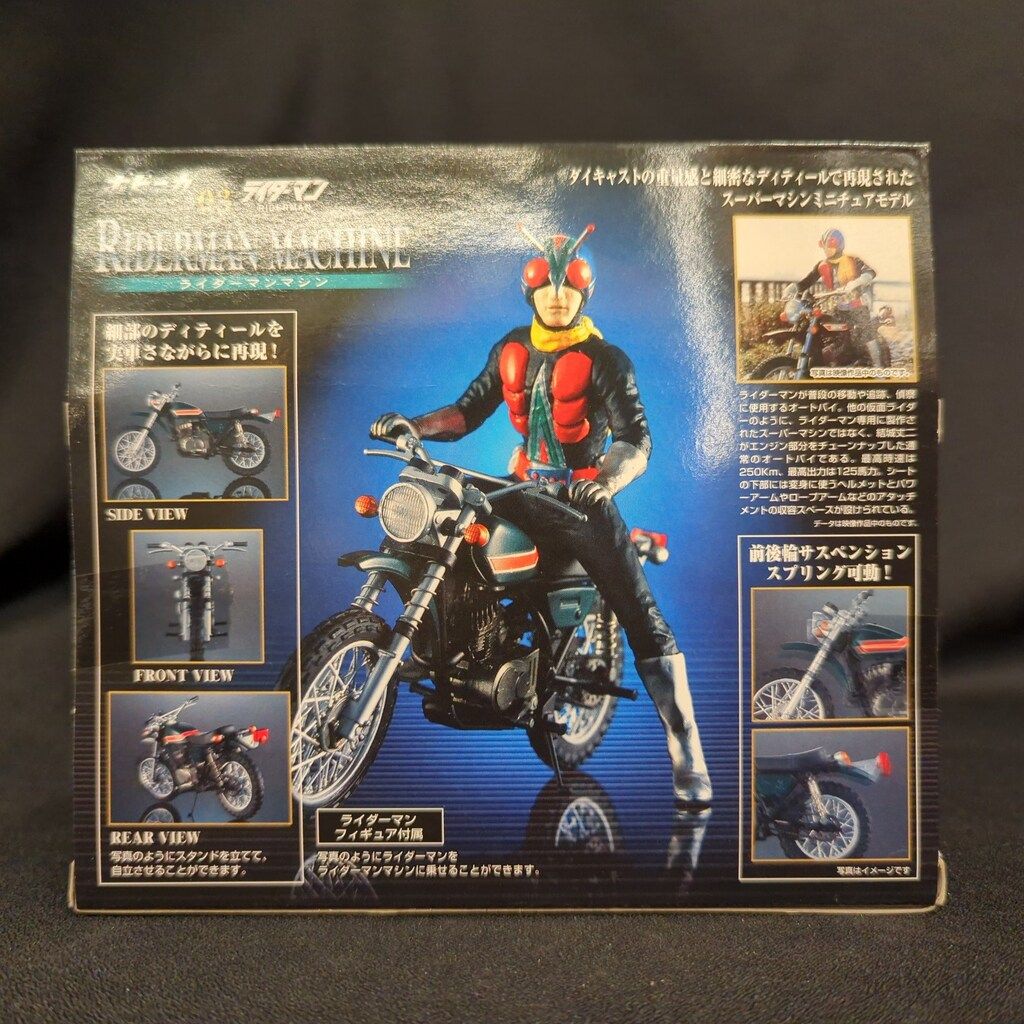 ライダーマン
RIDERMAN MACHINE
ライダーマンマシン
ダイキャストの重量感と細密なディティールで再現された
スーパーマシンミニチュアモデル
細部のディティールを
実車さながらに再現!
SIDE VIEW
FRONT VIEW
REAR VIEW
写真のようにスタンドを立てて、
自立させることができます。
ライダーマン
フィギュア付属
写真のようにライダーマンを
ライダーマンマシンに乗せることができます。
写真は映像作品中のものです。
ライダーマンが普段の移動や追跡、偵察
に使用するオートバイ。他の仮面ライダ
ーのように、ライダーマン専用に製作さ
れたスーパーマシンではなく、結城丈二
がエンジン部分をチェーンナップした通
常のオートバイである。最高時速は
250Km、最高出力は125馬力。シート
の下部には変身に使うヘルメットとパワ
ーアームやロープアームなどのアタッチ
メントの収容スペースが設けられている。
データは映像作品中のものです。
前後輪サスペンション
スプリング可動!
写真はイメージです